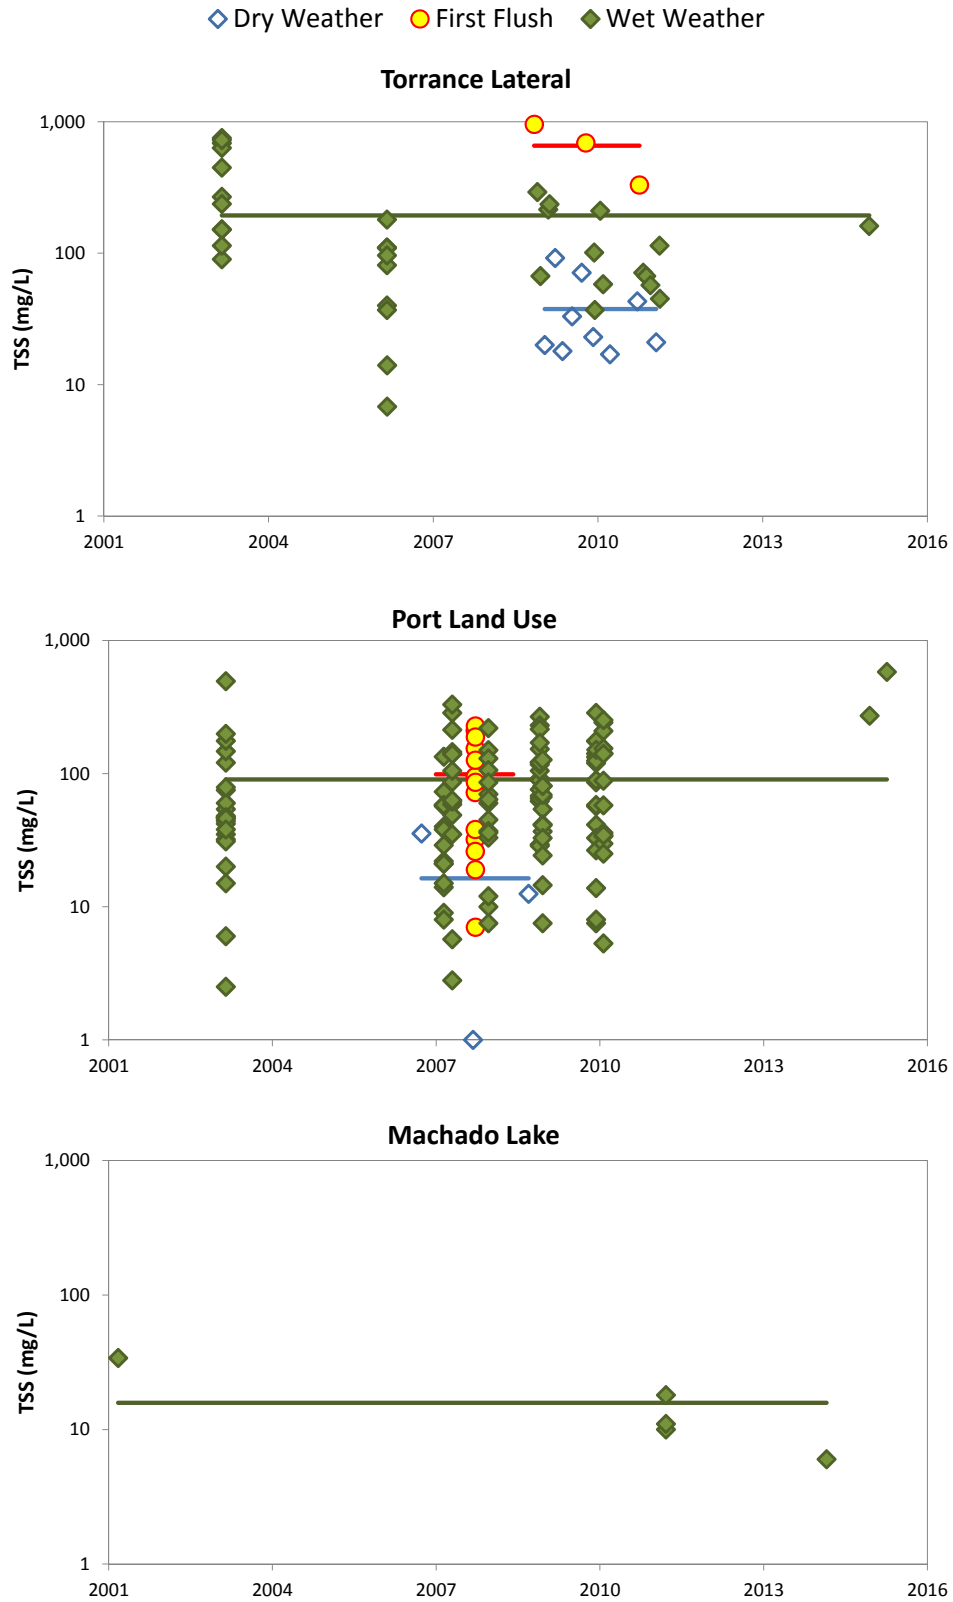 Dry Weather First Flush Wet Weather
Torrance Lateral
1,000
100
10
1
TSS (mg/L)
2001 2004 2007 2010 2013 2016
Port Land Use
1,000
100
10
1
TSS (mg/L)
2001 2004 2007 2010 2013 2016
Machado Lake
1,000
100
10
1
TSS (mg/L)
2001 2004 2007 2010 2013 2016